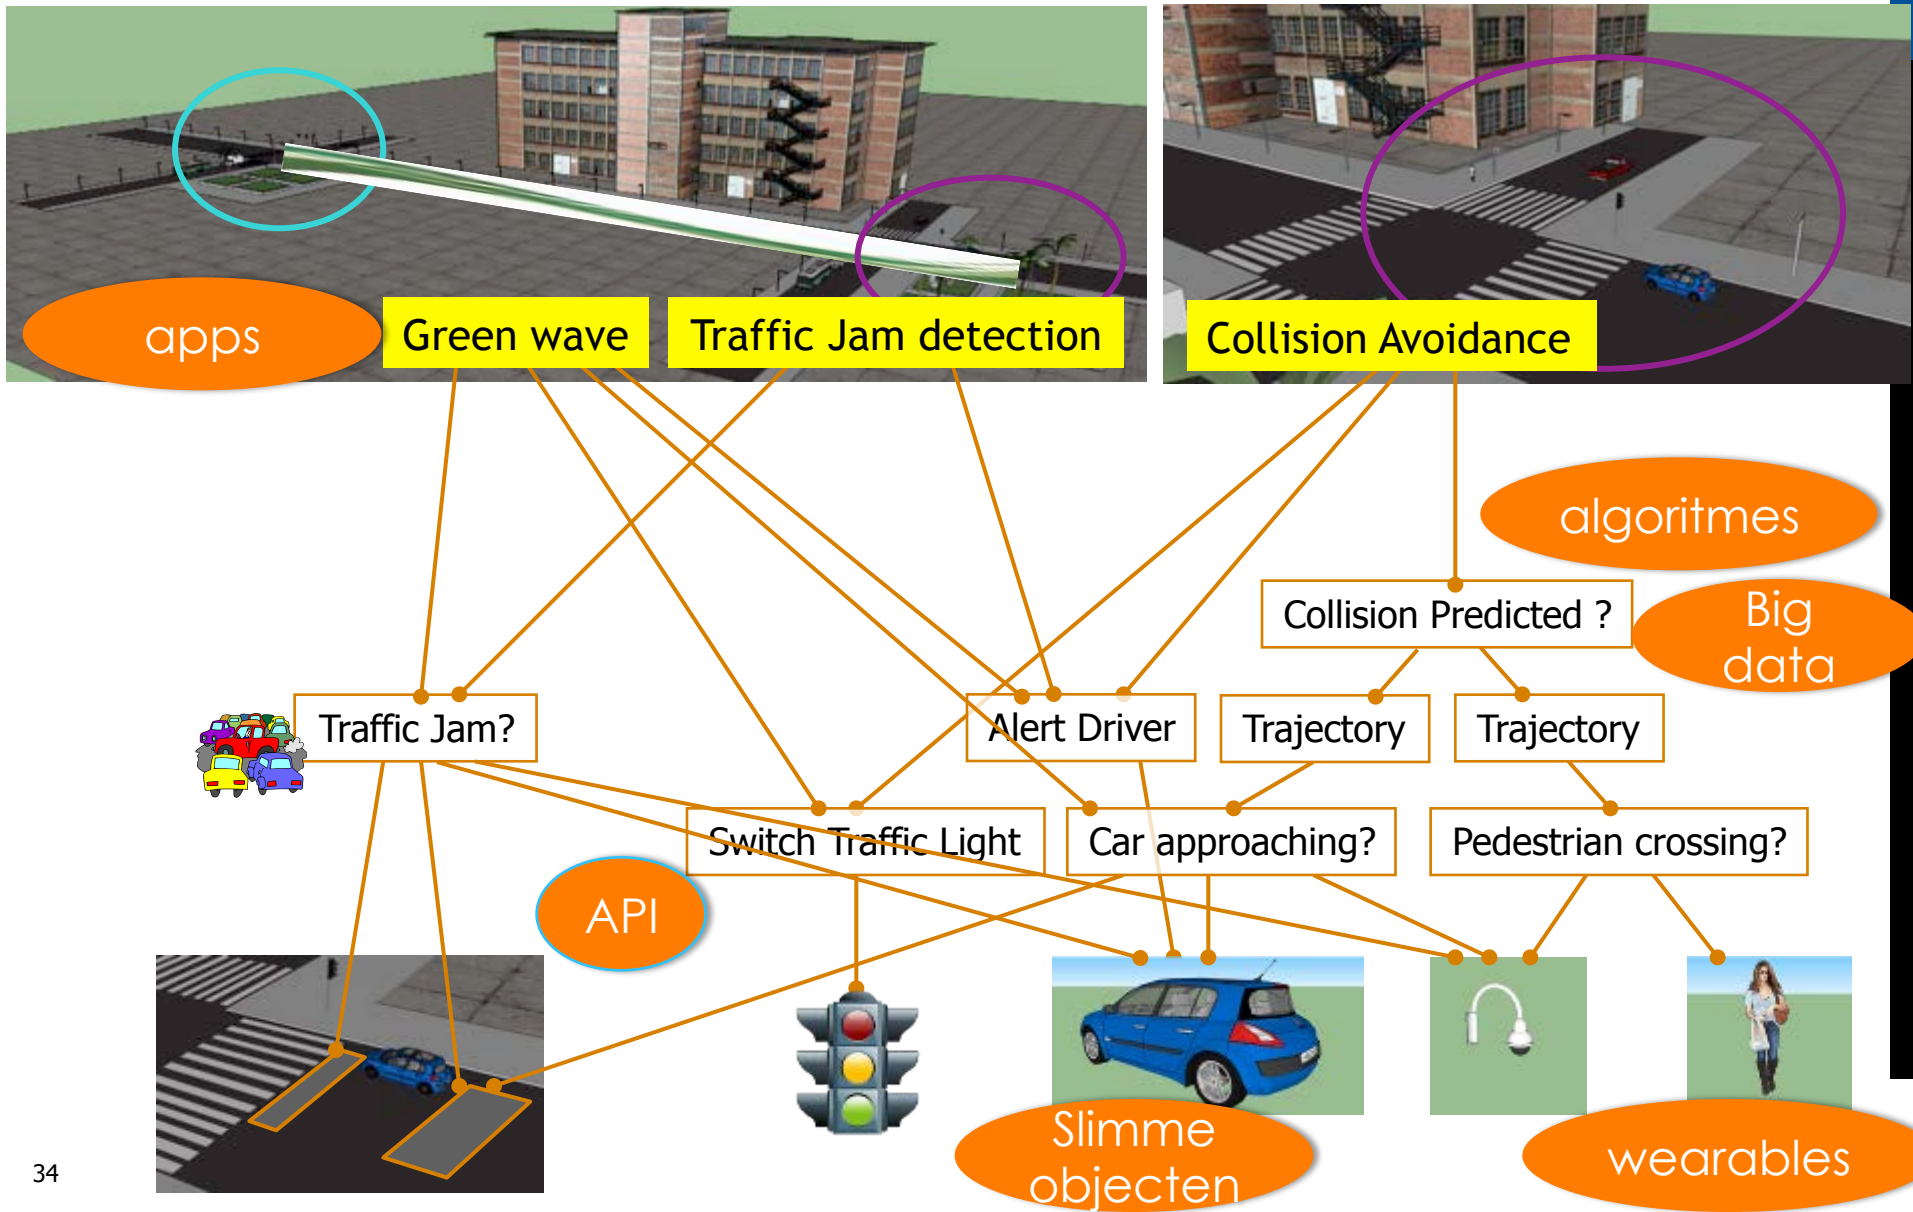 apps
Green wave
Traffic Jam detection
Collision Avoidance
algoritmes
Collision Predicted ?
Big
data
Traffic Jam?
Alert Driver
Trajectory
Trajectory
Switch Traffic Light
Car approaching?
Pedestrian crossing?
API
Slimme
objecten
wearables
34